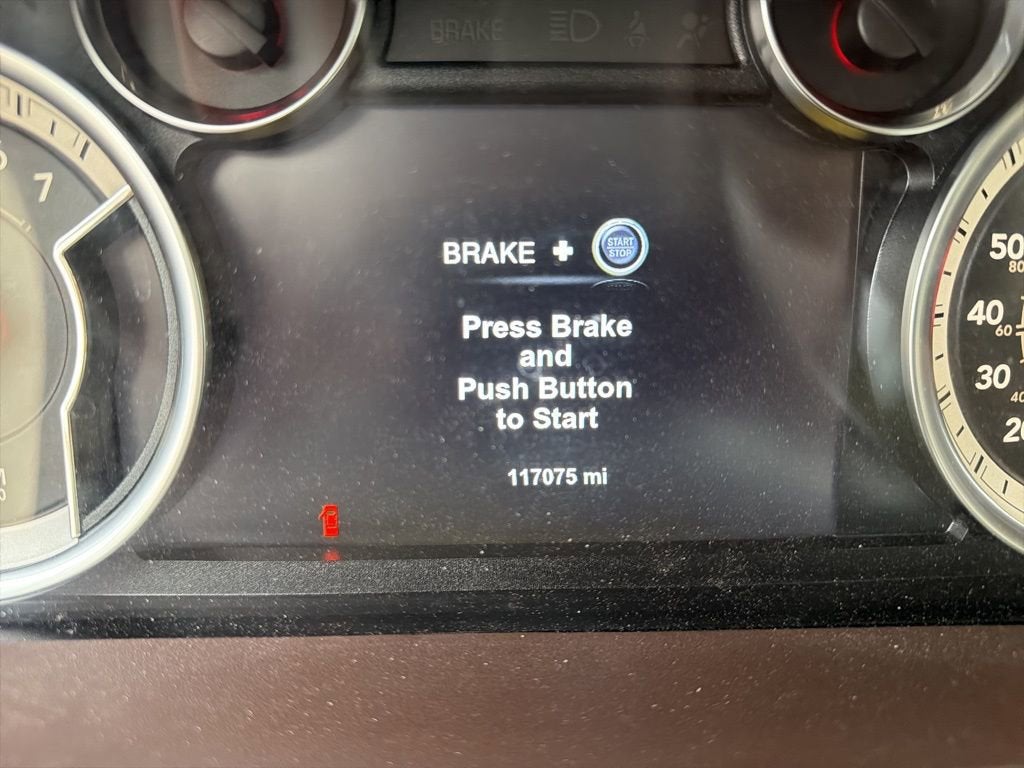 BRAKE
6
7
BRAKE + START STOP
Press Brake
and
Push Button
to Start
117075 mi
50
80
40
60
30
40
20